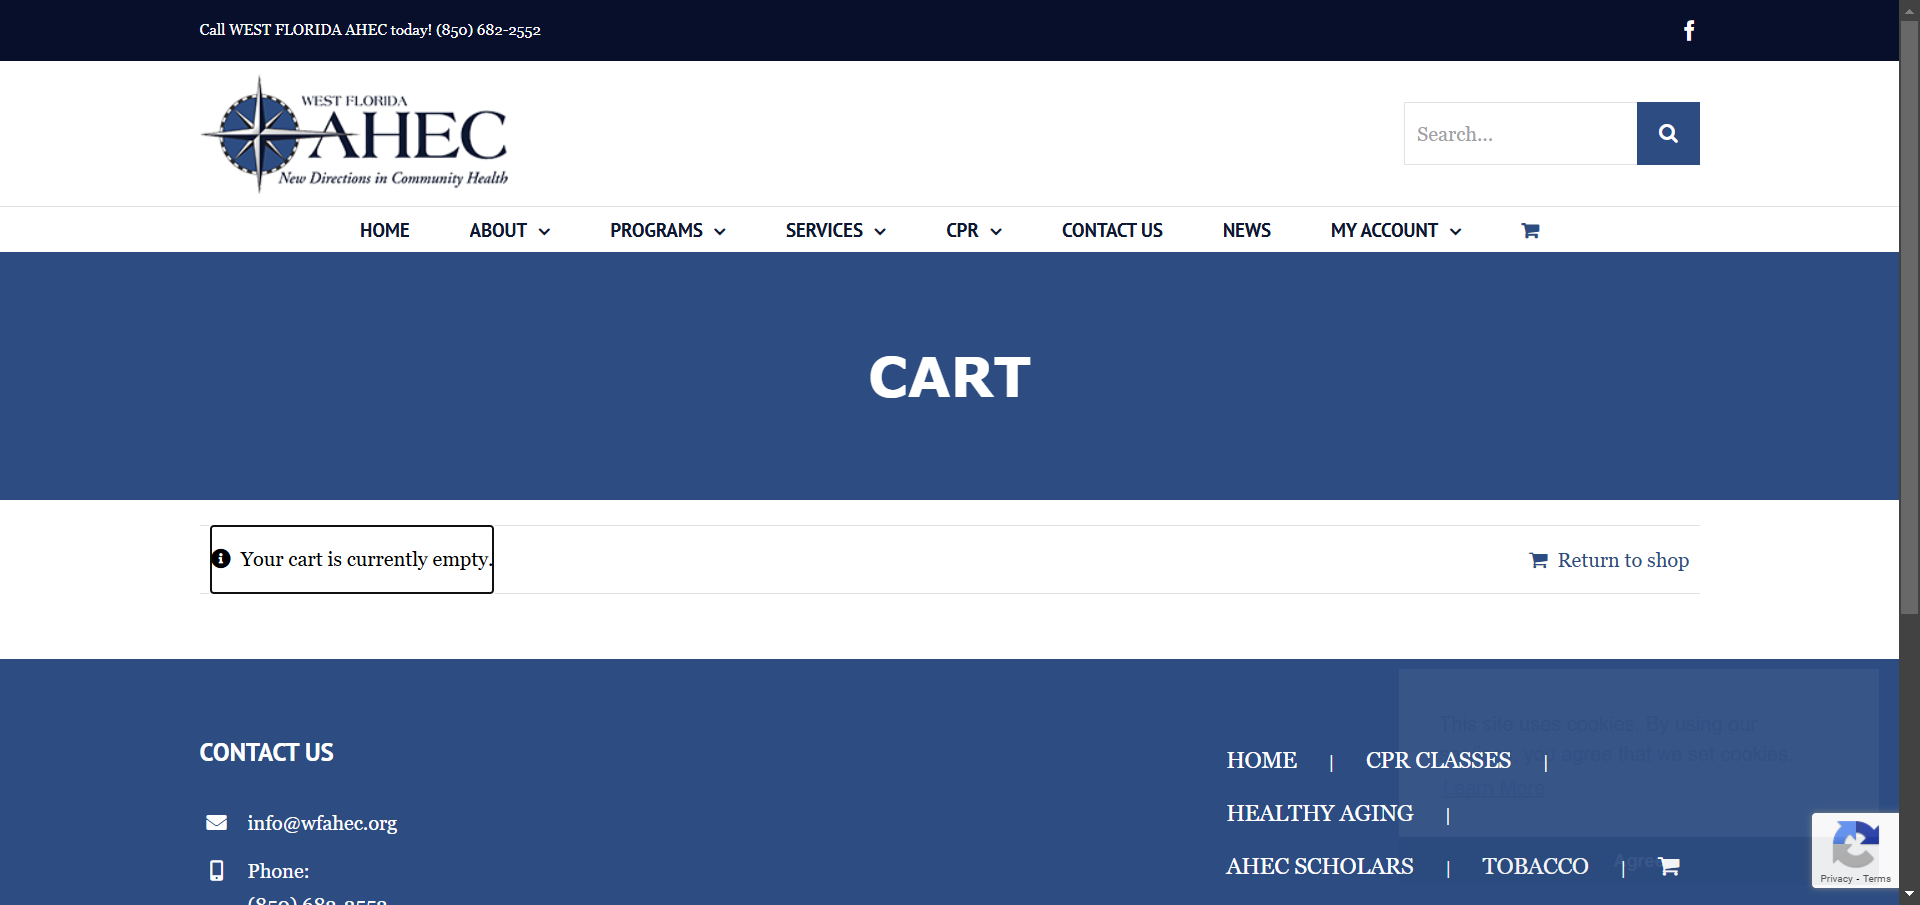 Call WEST FLORIDA AHEC today! (850) 682-2552
WEST FLORIDA
AHEC
New Directions in Community Health
Search...
HOME ABOUT PROGRAMS SERVICES CPR CONTACT US NEWS MY ACCOUNT
CART
Your cart is currently empty.
Return to shop
CONTACT US
info@wfahec.org
Phone:
(850) 682-2552
HOME | CPR CLASSES |
HEALTHY AGING |
AHEC SCHOLARS | TOBACCO |
This site uses cookies. By using our
you agree that we set cookies.
Learn More
Agree
Privacy - Terms